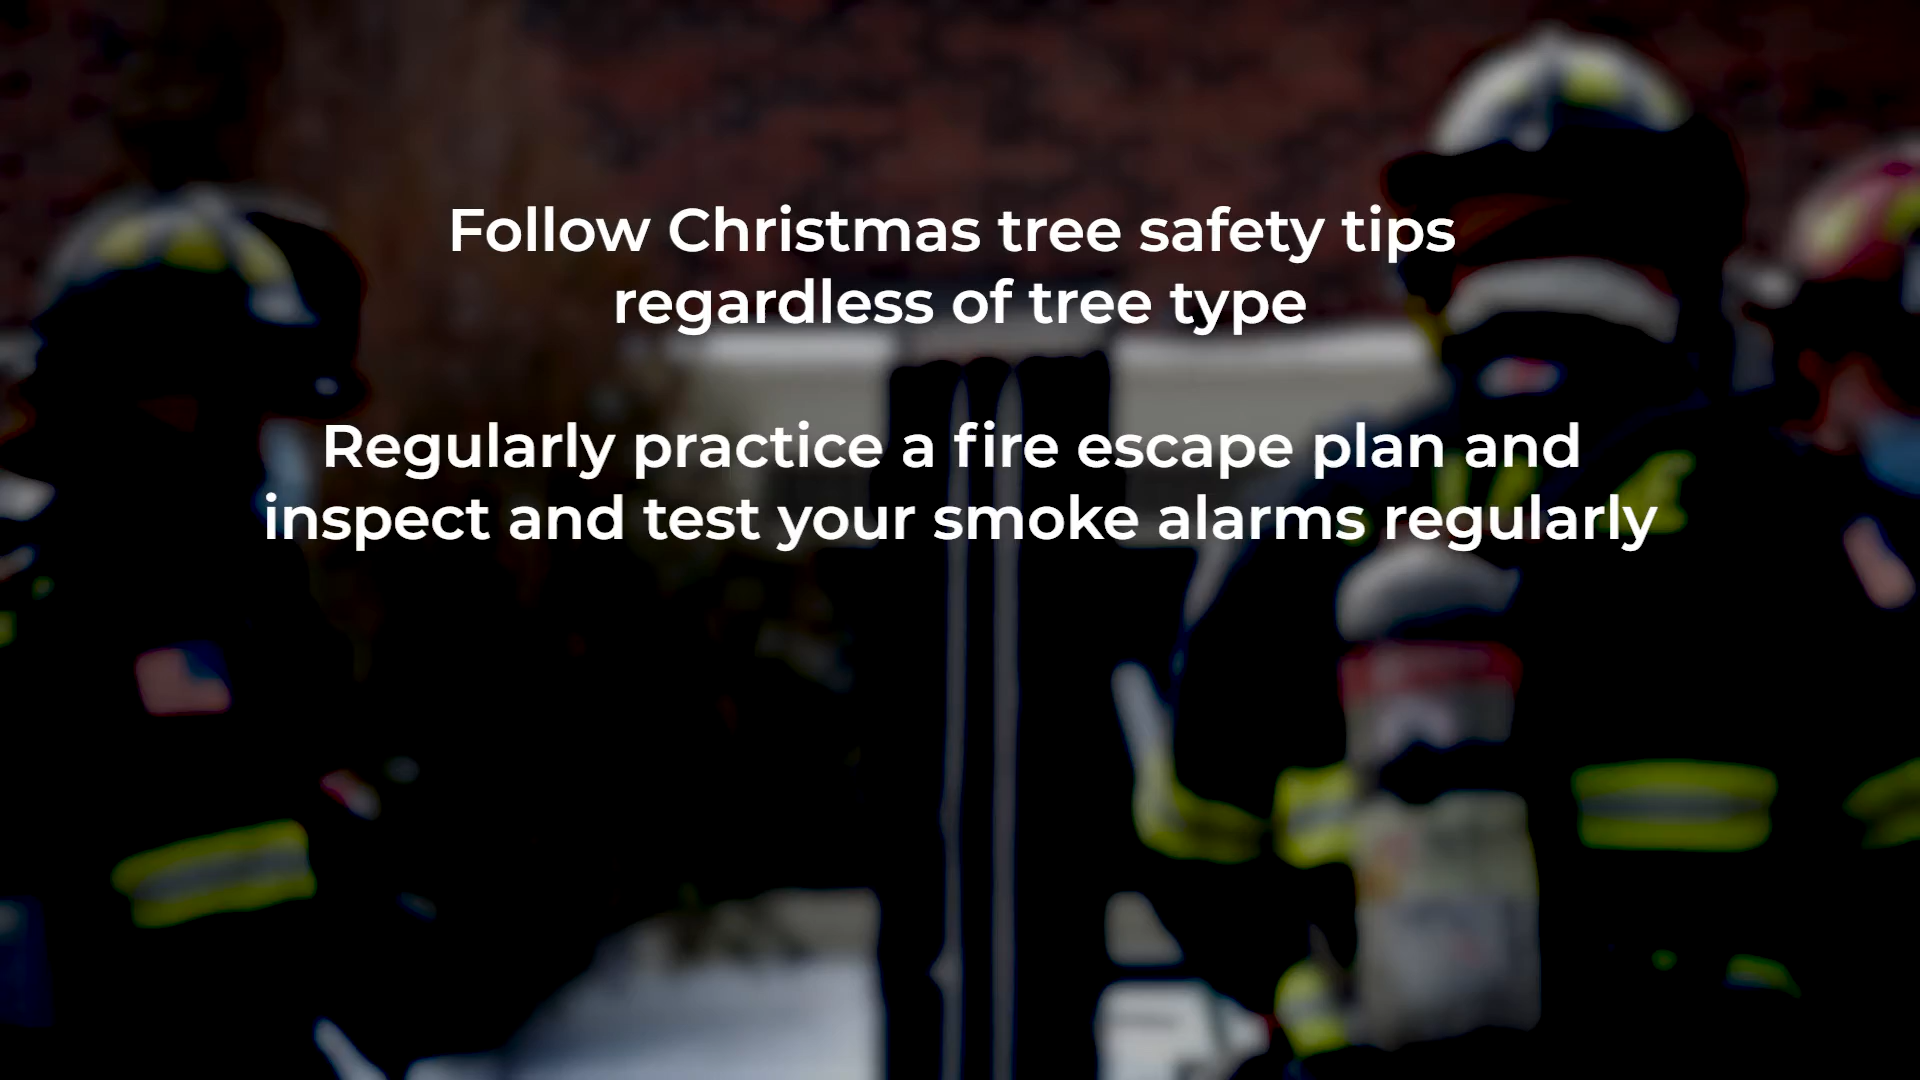 Follow Christmas tree safety tips
regardless of tree type
Regularly practice a fire escape plan and
inspect and test your smoke alarms regularly